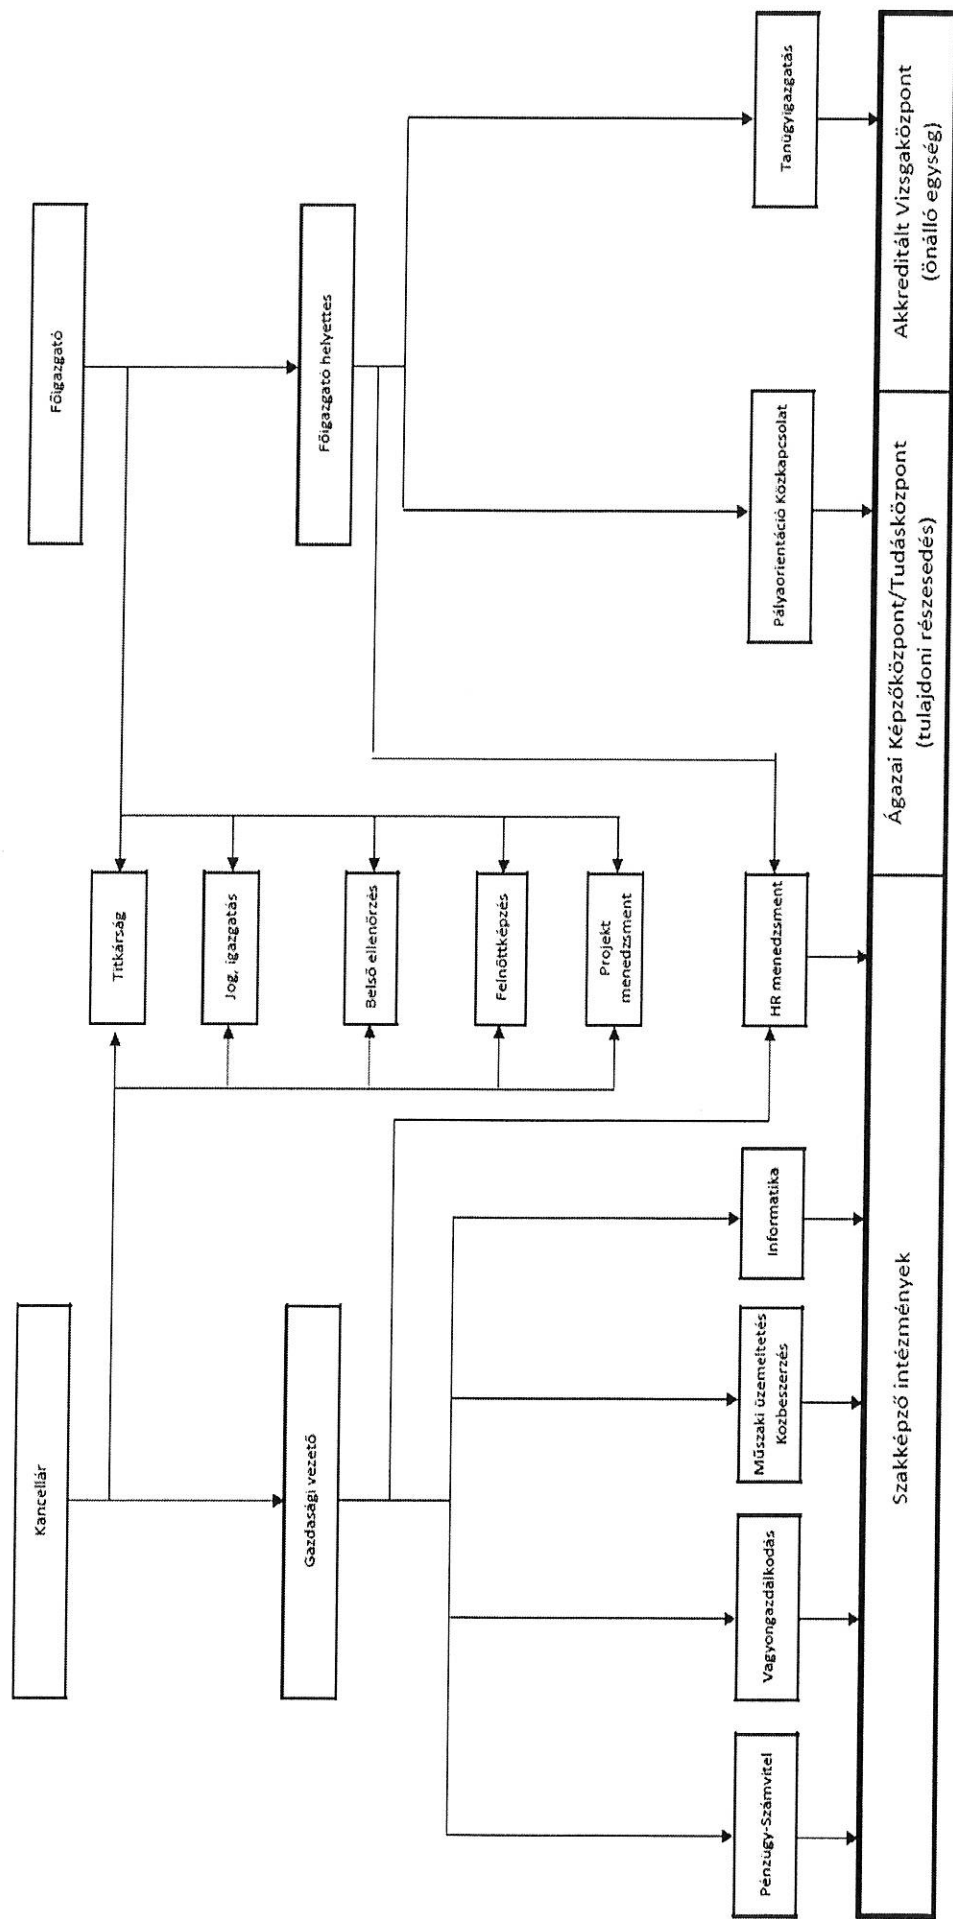 Kancellár
Főigazgató
Titkárság
Jog, igazgatás
Belső ellenőrzés
Felnőttképzés
Projekt
menedzsment
Gazdasági vezető
Főigazgató helyettes
Pénzügy-Számvitel
Vagyongazdálkodás
Műszaki üzemeltetés
Közbeszerzés
Informatika
HR menedzsment
Pályaorientáció Közkapcsolat
Tanügyigazgatás
Szakképző intézmények
Ágazai Képzőközpont/Tudásközpont
(tulajdoni részesedés)
Akkreditált Vizsgaközpont
(önálló egység)